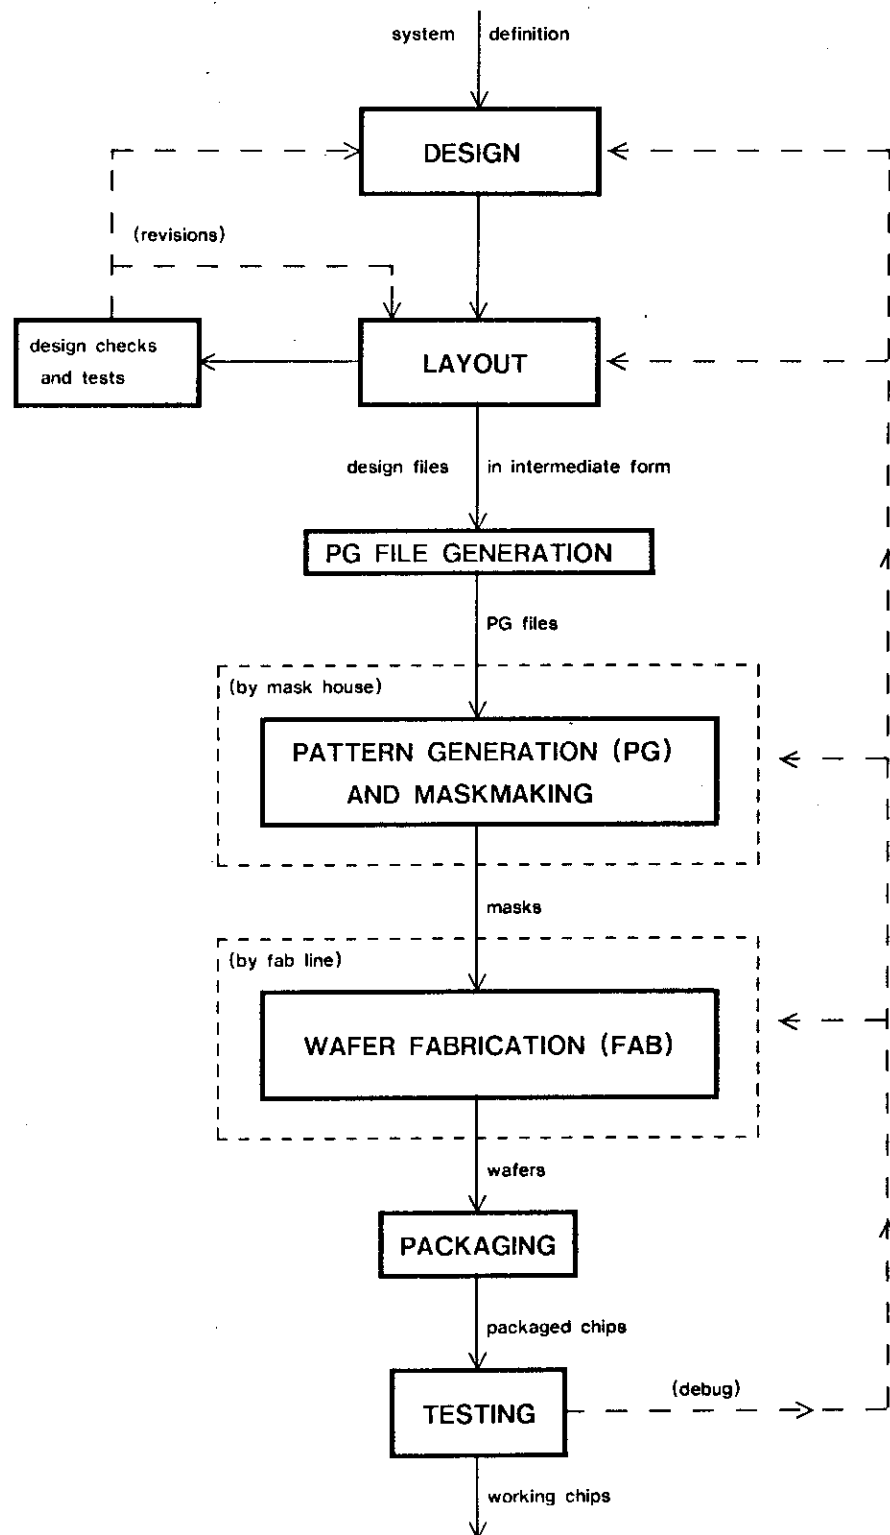 system definition
DESIGN
(revisions)
design checks
and tests
LAYOUT
design files in intermediate form
PG FILE GENERATION
PG files
(by mask house)
PATTERN GENERATION (PG)
AND MASKMAKING
masks
(by fab line)
WAFER FABRICATION (FAB)
wafers
PACKAGING
packaged chips
(debug)
TESTING
working chips